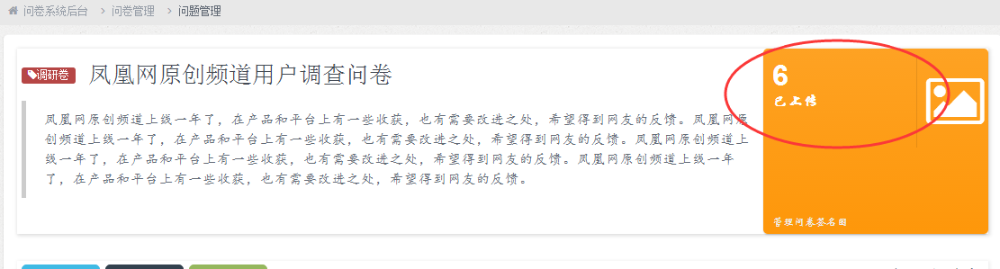 问卷系统后台 > 问卷管理 > 问题管理
调研卷 凤凰网原创频道用户调查问卷
凤凰网原创频道上线一年了，在产品和平台上有一些收获，也有需要改进之处，希望得到网友的反馈。凤凰网原
创频道上线一年了，在产品和平台上有一些收获，也有需要改进之处，希望得到网友的反馈。凤凰网原创频道上
线一年了，在产品和平台上有一些收获，也有需要改进之处，希望得到网友的反馈。凤凰网原创频道上线一年
了，在产品和平台上有一些收获，也有需要改进之处，希望得到网友的反馈。
6
已上传
管理问卷签名图